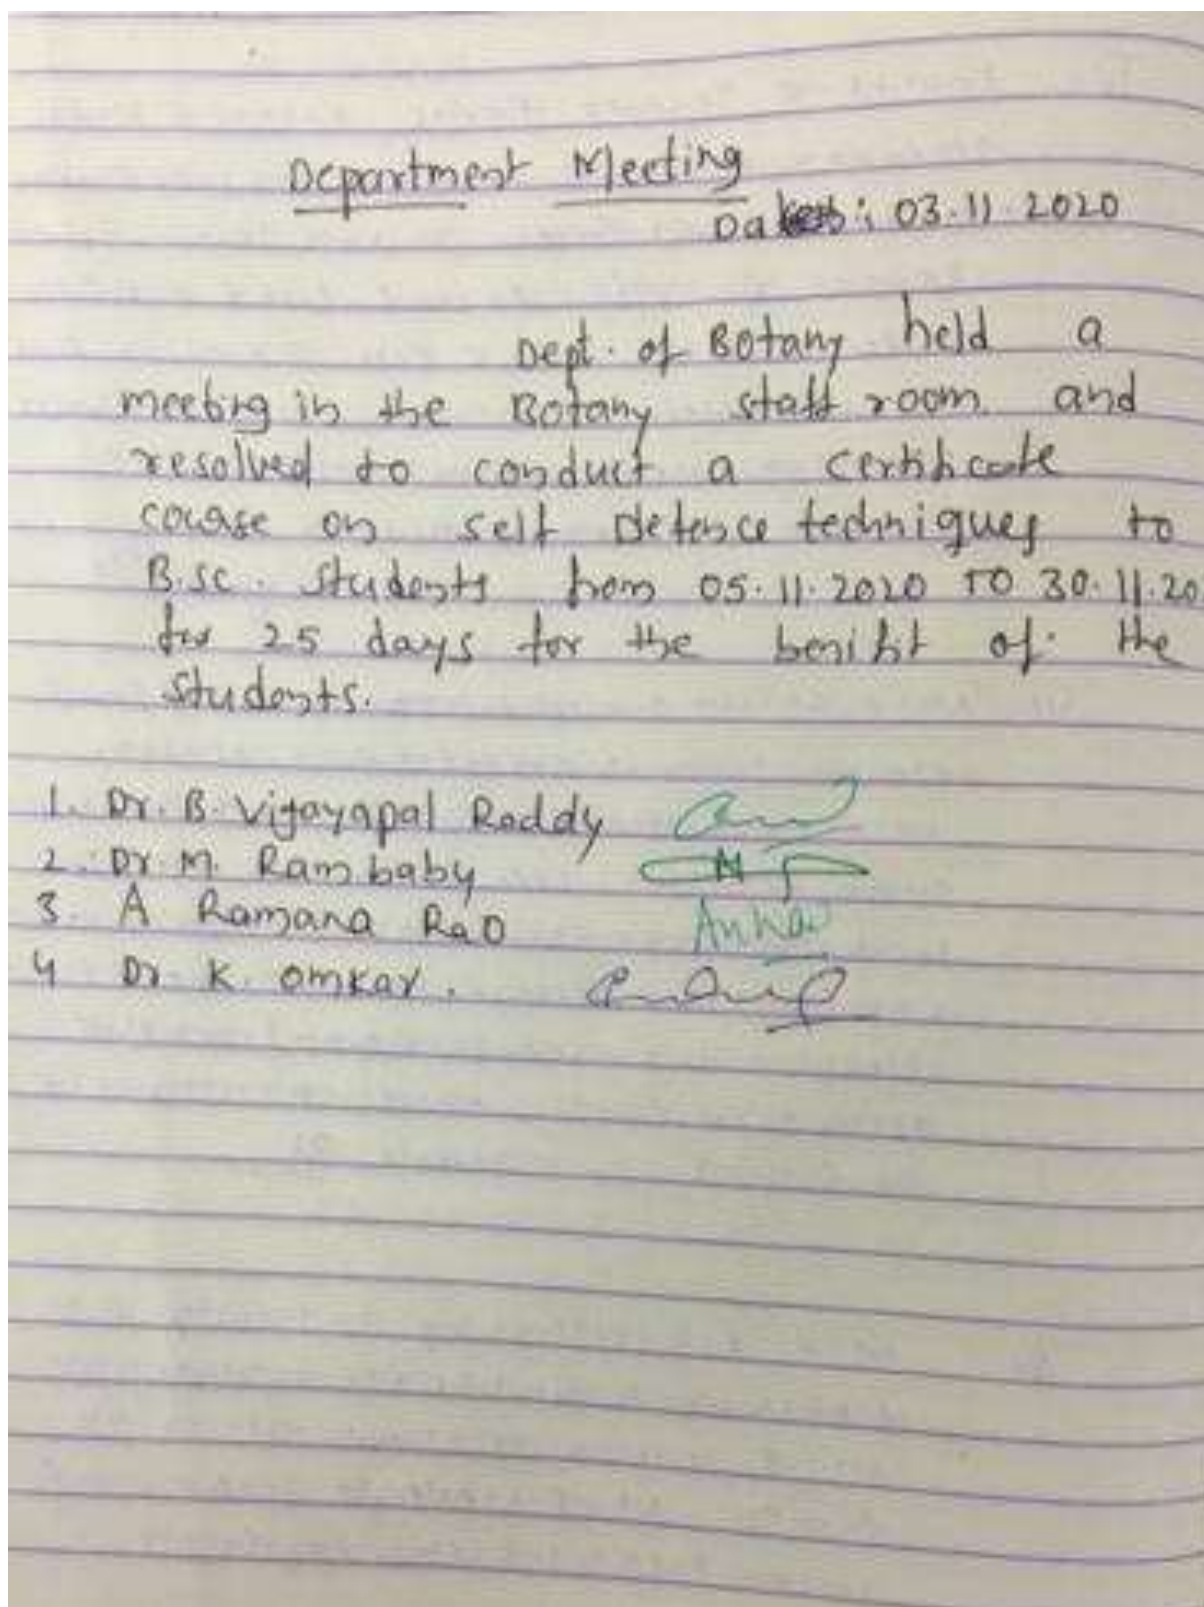 Department Meeting
Date: 03.11.2020
Dept. of Botany held a
meeting in the Botany staff room and
resolved to conduct a certificate
course on self Defence techniques to
B.sc. students from 05.11.2020 TO 30.11.20
for 25 days for the benifit of the
students.
1. Dr. B. Vijayapal Reddy
2. Dr M. Rambabu
3. A Ramana Rao
4 Dr K. Omkar.